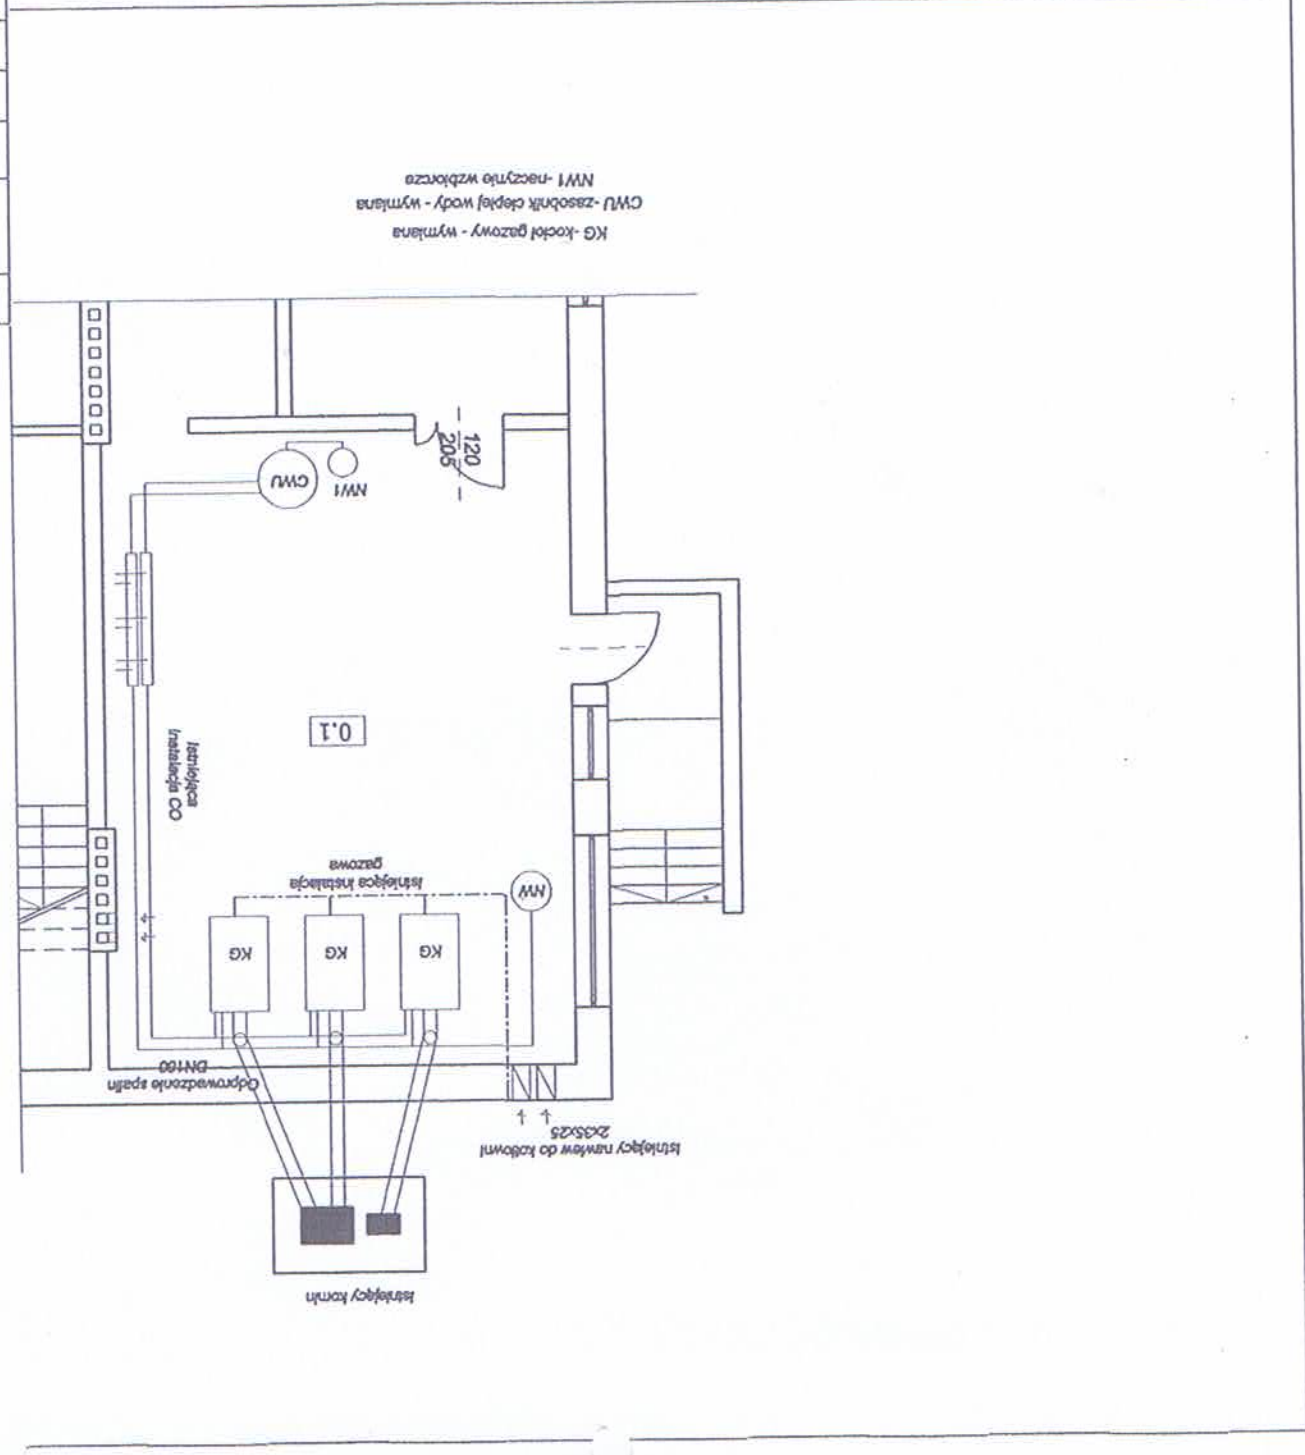 Istniejący komin
Istniejący nawiew do kotłowni
2x35x25
Odprowadzenie spalin
DN160
KG
KG
KG
NW
Istniejąca instalacja
gazowa
Istniejąca
Instalacja CO
0.1
NW1
CWU
120
205
KG -kocioł gazowy - wymiana
CWU -zasobnik ciepłej wody - wymiana
NW1 -naczynie wzbiorcze